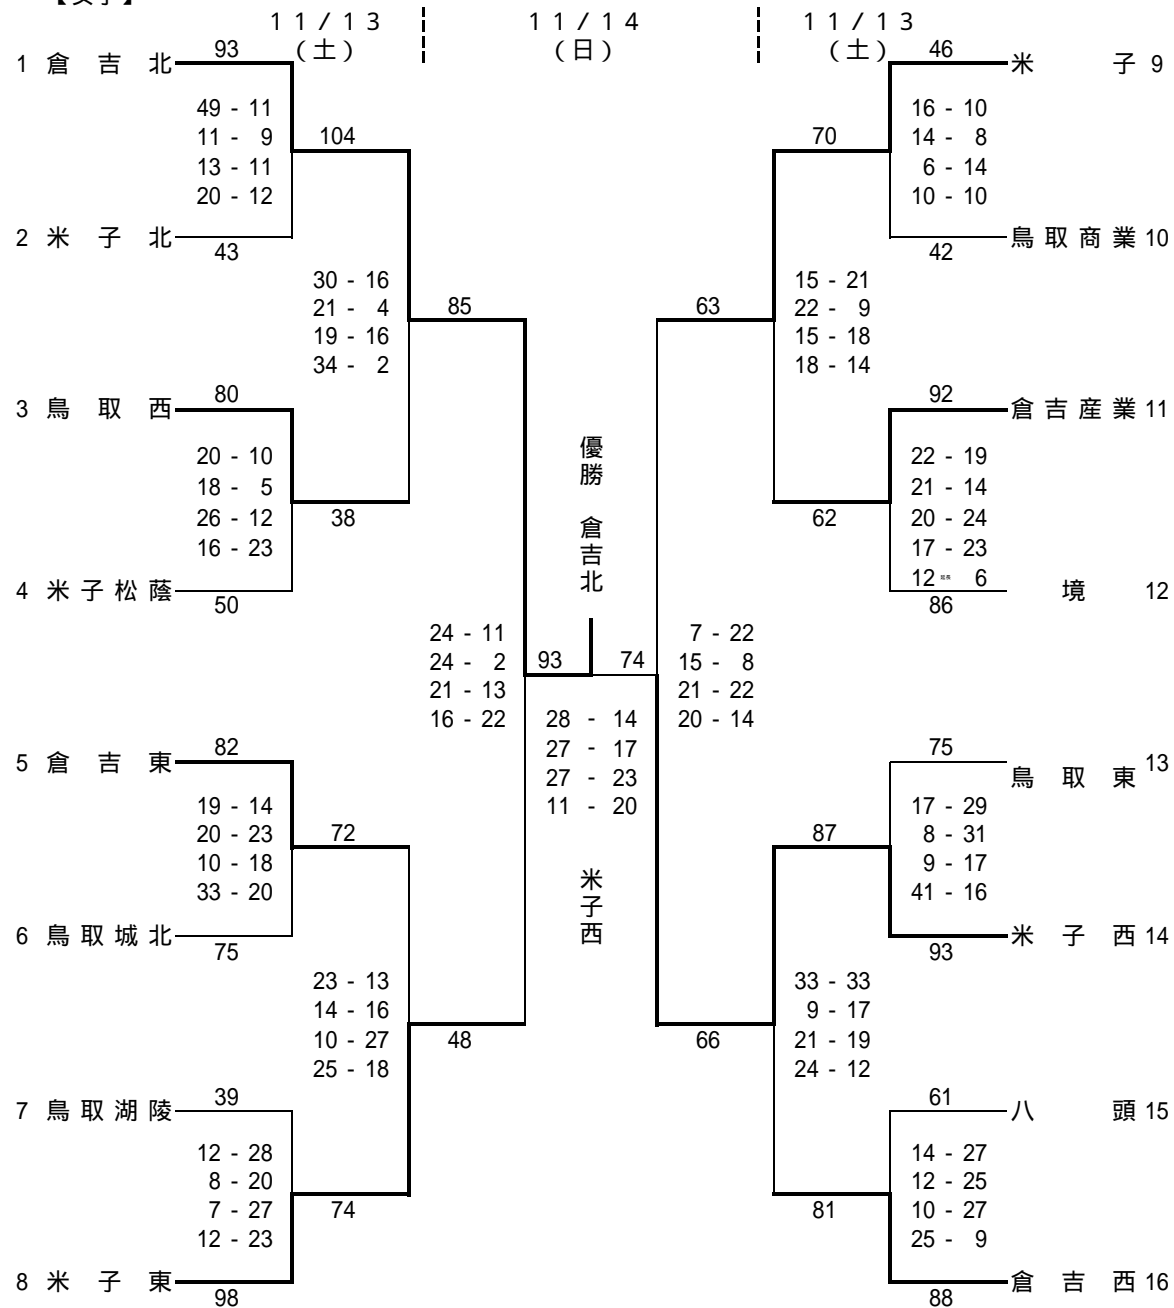 11/13
(土)
11/14
(日)
11/13
(土)
1 倉吉北
93
49 - 11
11 - 9
13 - 11
20 - 12
2 米子北
43
104
30 - 16
21 - 4
19 - 16
34 - 2
3 鳥取西
80
20 - 10
18 - 5
26 - 12
16 - 23
4 米子松蔭
50
38
85
24 - 11
24 - 2
21 - 13
16 - 22
5 倉吉東
82
19 - 14
20 - 23
10 - 18
33 - 20
6 鳥取城北
75
72
23 - 13
14 - 16
10 - 27
25 - 18
7 鳥取湖陵
39
12 - 28
8 - 20
7 - 27
12 - 23
8 米子東
98
74
48
優勝 倉吉北
93
74
28 - 14
27 - 17
27 - 23
11 - 20
米子西
46
米子 9
16 - 10
14 - 8
6 - 14
10 - 10
鳥取商業 10
42
70
15 - 21
22 - 9
15 - 18
18 - 14
92
倉吉産業 11
22 - 19
21 - 14
20 - 24
17 - 23
12 6
境 12
86
62
63
7 - 22
15 - 8
21 - 22
20 - 14
75
鳥取東 13
17 - 29
8 - 31
9 - 17
41 - 16
米子西 14
93
87
33 - 33
9 - 17
21 - 19
24 - 12
61
八頭 15
14 - 27
12 - 25
10 - 27
25 - 9
倉吉西 16
88
81
66